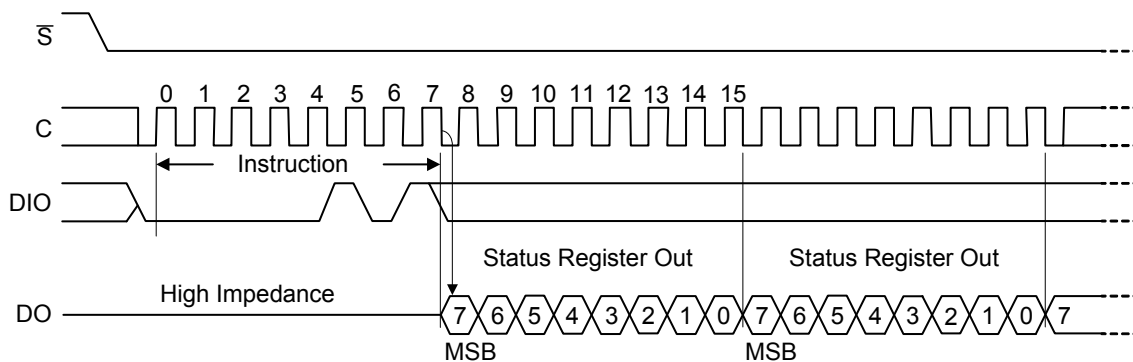 S
0 1 2 3 4 5 6 7 8 9 10 11 12 13 14 15
C
Instruction
DIO
Status Register Out Status Register Out
High Impedance
DO 7 6 5 4 3 2 1 0 7 6 5 4 3 2 1 0 7
MSB MSB